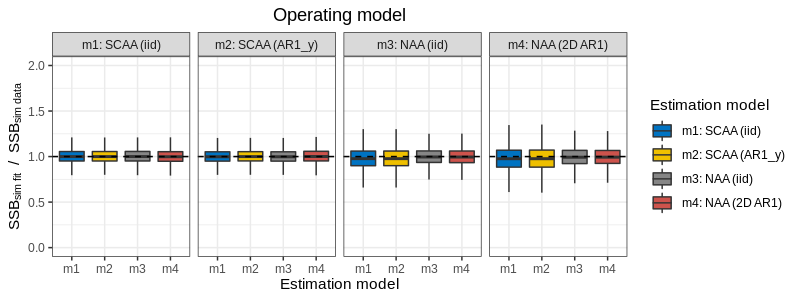 Operating model
m1: SCAA (iid)
m2: SCAA (AR1_y)
m3: NAA (iid)
m4: NAA (2D AR1)
SSBsim fit / SSBsim data
2.0
1.5
1.0
0.5
0.0
m1 m2 m3 m4
m1 m2 m3 m4
m1 m2 m3 m4
m1 m2 m3 m4
Estimation model
Estimation model
m1: SCAA (iid)
m2: SCAA (AR1_y)
m3: NAA (iid)
m4: NAA (2D AR1)